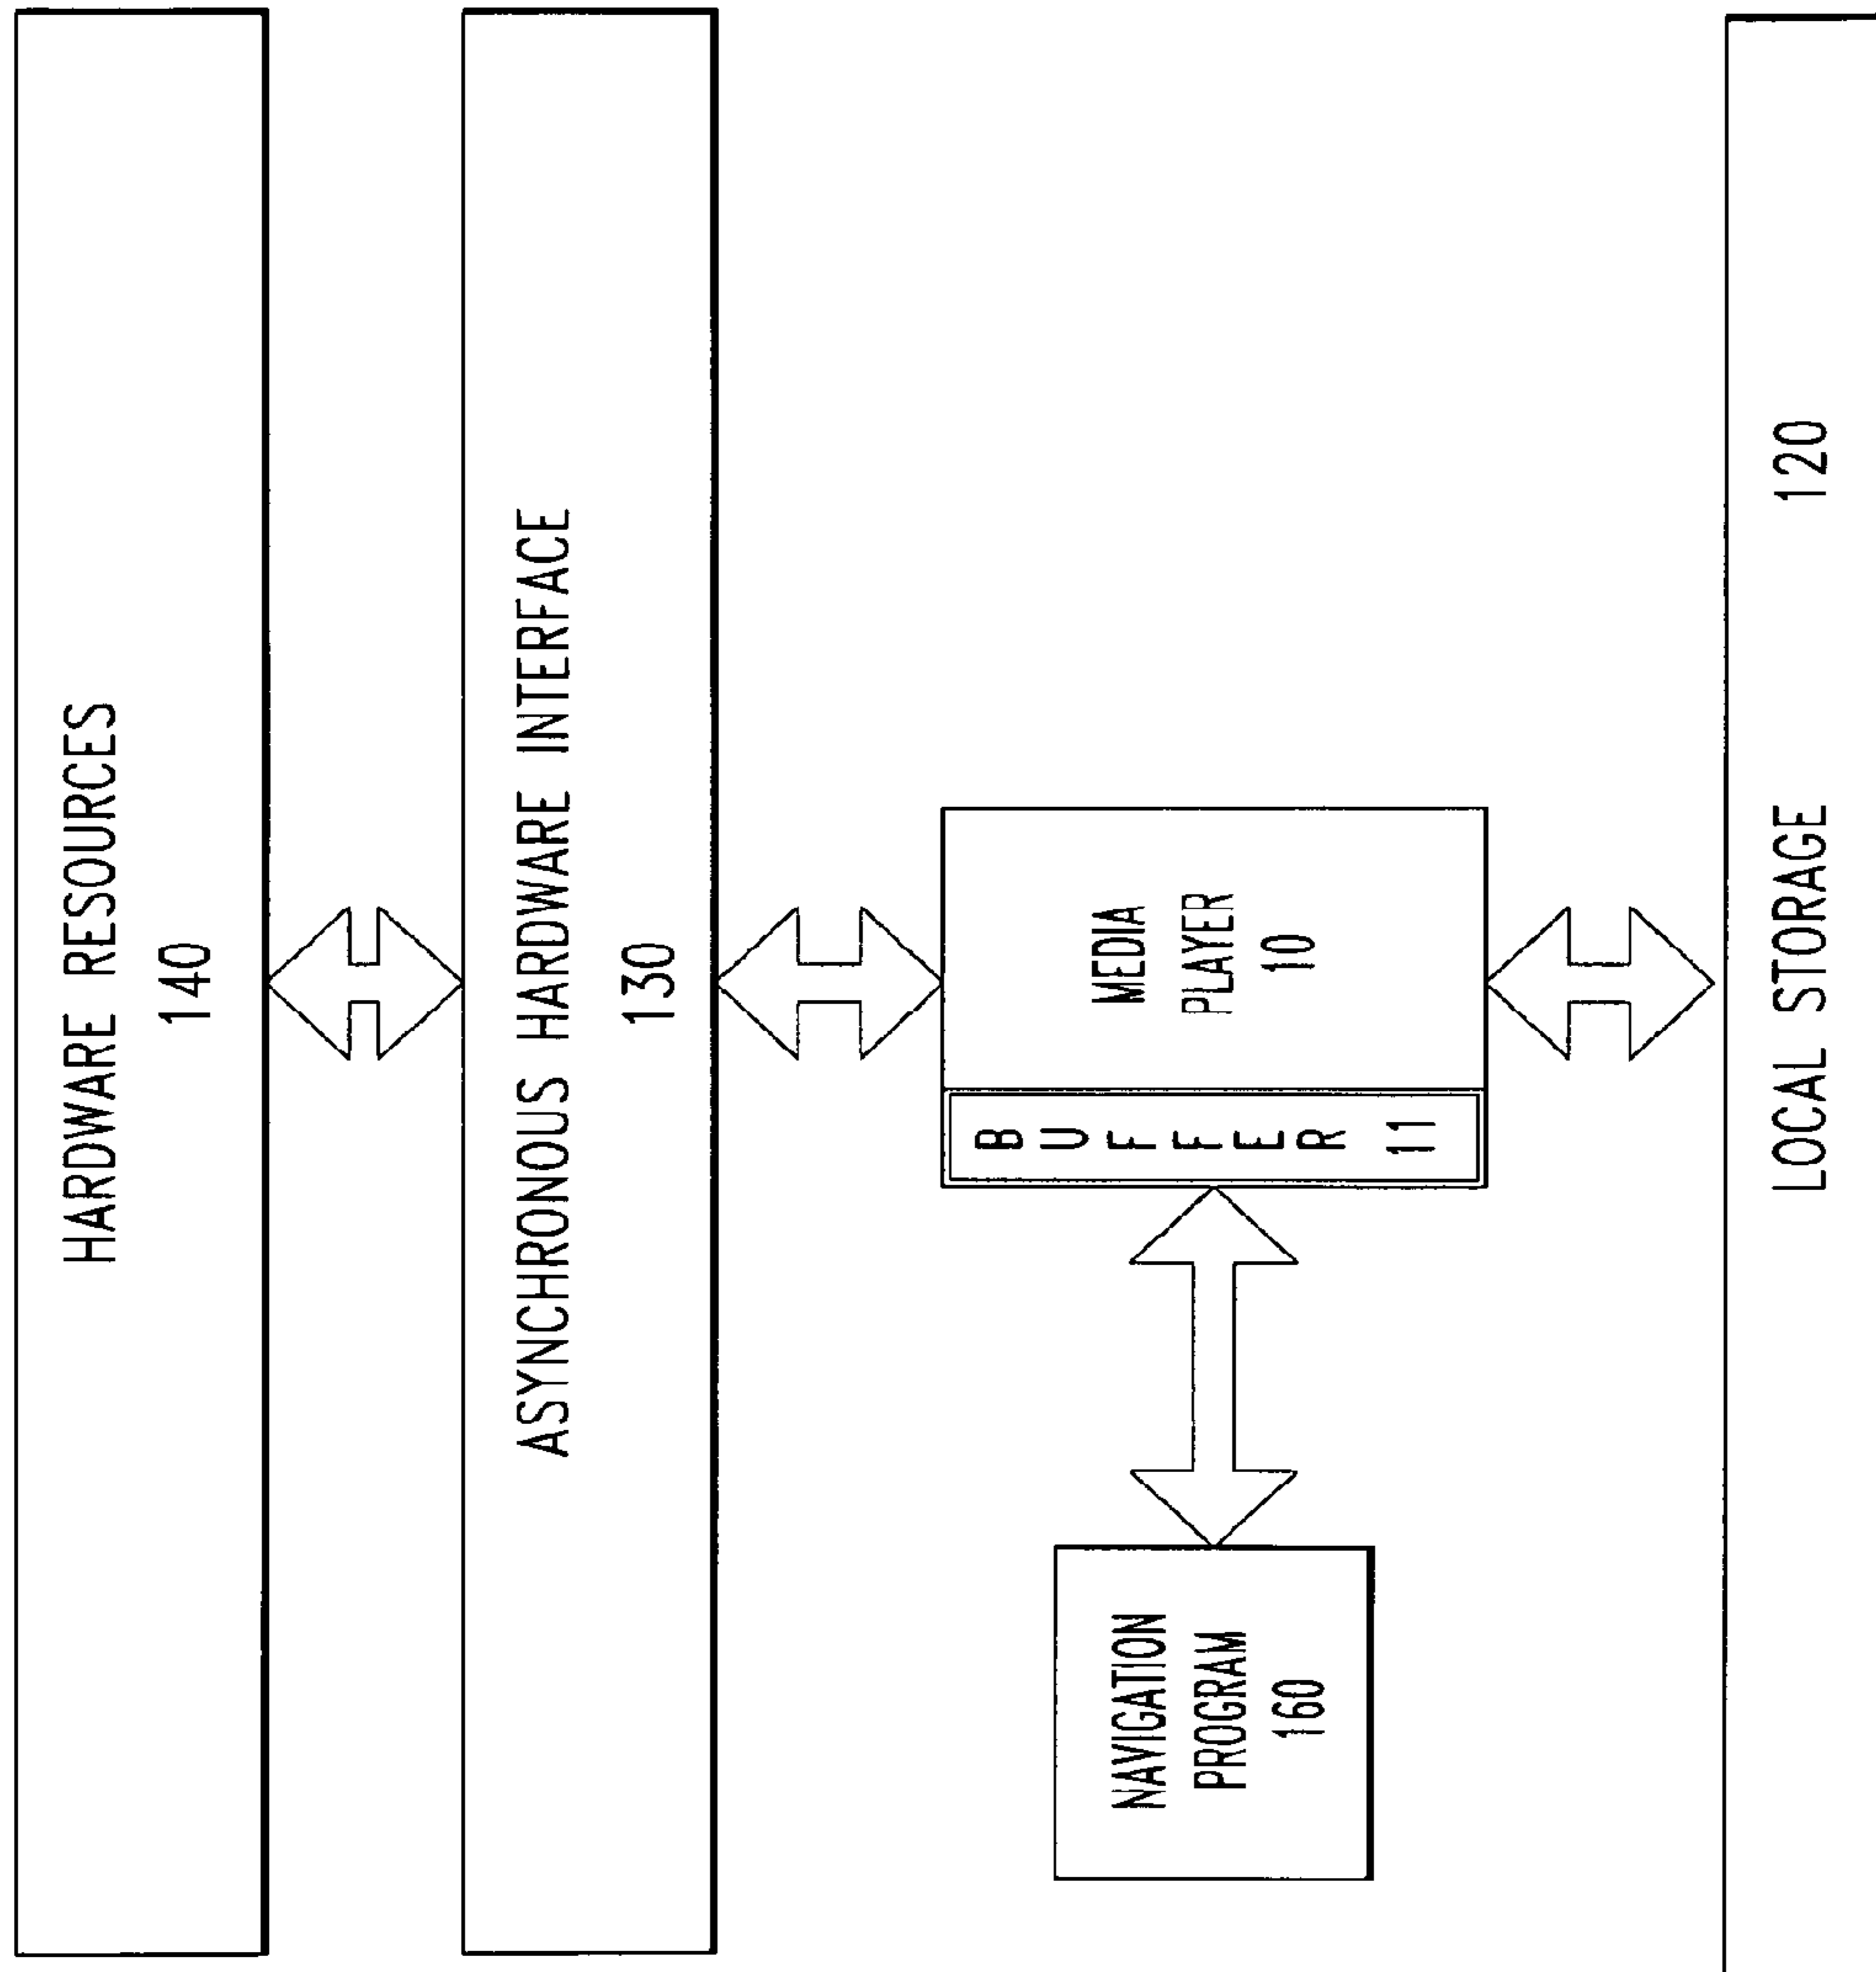 HARDWARE RESOURCES
140
ASYNCHRONOUS HARDWARE INTERFACE
130
NAVIGATION
PROGRAM
160
BUFFER 11
MEDIA
PLAYER
10
LOCAL STORAGE 120